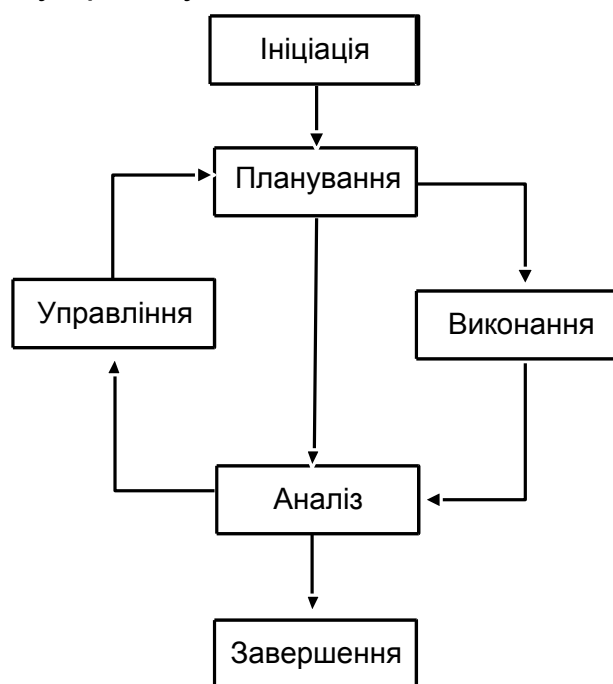 Ініціація
Планування
Управління
Виконання
Аналіз
Завершення